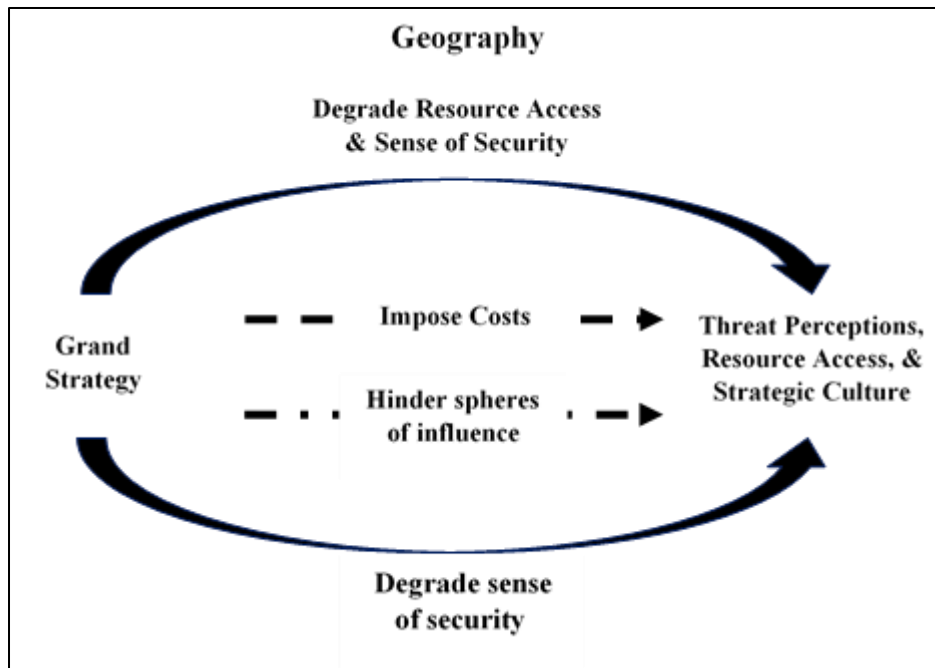 Geography
Degrade Resource Access
& Sense of Security
Impose Costs
Grand
Strategy
Threat Perceptions,
Resource Access, &
Strategic Culture
Hinder spheres
of influence
Degrade sense
of security